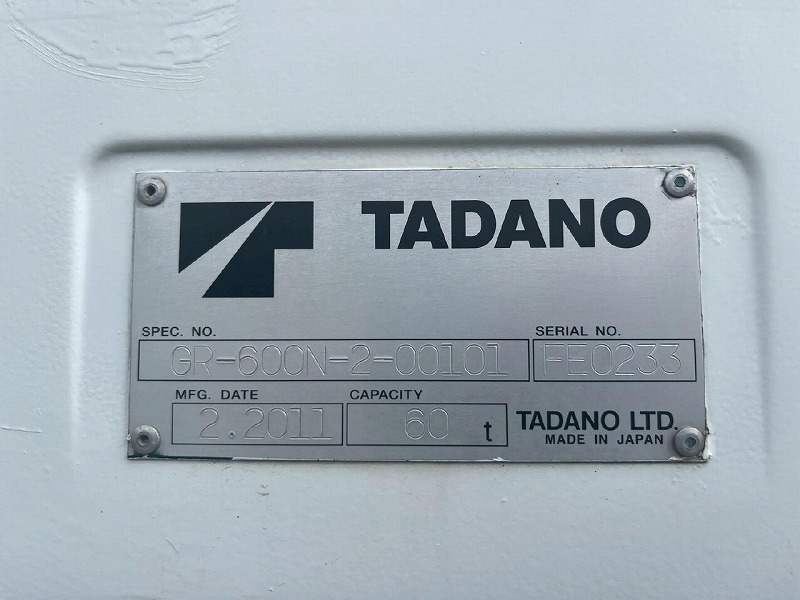 TADANO
SPEC. NO. SERIAL NO.
GR-600N-2-00101 FE0233
MFG. DATE CAPACITY
2.2011 60 t TADANO LTD.
MADE IN JAPAN